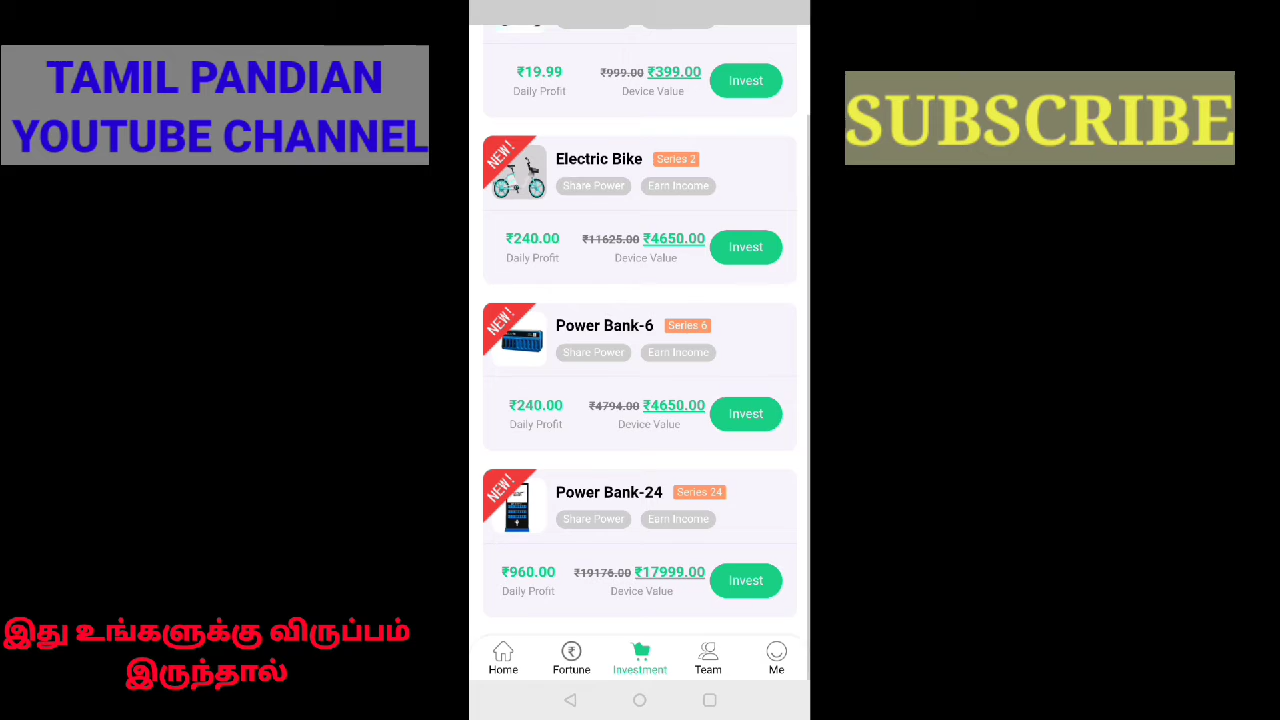 TAMIL PANDIAN
YOUTUBE CHANNEL
SUBSCRIBE
₹19.99 ₹999.00 ₹399.00 Invest
Daily Profit Device Value
NEW!
Electric Bike Series 2
Share Power Earn Income
₹240.00 ₹11625.00 ₹4650.00 Invest
Daily Profit Device Value
NEW!
Power Bank-6 Series 6
Share Power Earn Income
₹240.00 ₹4794.00 ₹4650.00 Invest
Daily Profit Device Value
NEW!
Power Bank-24 Series 24
Share Power Earn Income
₹960.00 ₹19176.00 ₹17999.00 Invest
Daily Profit Device Value
இது உங்களுக்கு விருப்பம்
இருந்தால்
Home Fortune Investment Team Me